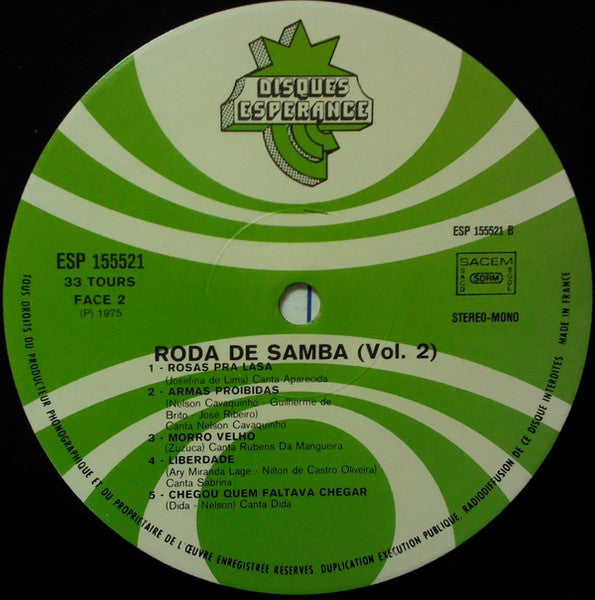 DISQUES
ESPERANCE
ESP 155521 B
ESP 155521
33 TOURS
FACE 2
(P) 1975
SACEM
SACD
SDRM
SGDL
STEREO-MONO
RODA DE SAMBA (Vol. 2)
1 - ROSAS PRA LASA
(Josefina de Lima) Canta Aparecida
2 - ARMAS PROIBIDAS
(Nelson Cavaquinho - Guilherme de
Brito - José Ribeiro)
Canta Nelson Cavaquinho
3 - MORRO VELHO
(Zuzuca) Canta Rubens Da Mangueira
4 - LIBERDADE
(Ary Miranda Lage - Nilton de Castro Oliveira)
Canta Sabrina
5 - CHEGOU QUEM FALTAVA CHEGAR
(Dida - Nelson) Canta Dida
TOUS DROITS DU PRODUCTEUR PHONOGRAPHIQUE ET DU PROPRIETAIRE DE L'ŒUVRE ENREGISTREE RESERVES. DUPLICATION EXECUTION PUBLIQUE, RADIODIFFUSION DE CE DISQUE INTERDITES MADE IN FRANCE